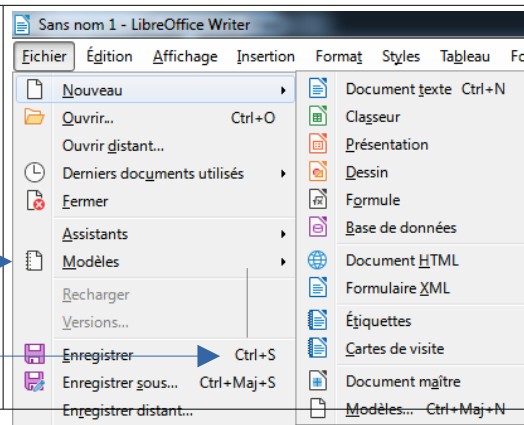 Sans nom 1 - LibreOffice Writer
Fichier Édition Affichage Insertion Format Styles Tableau Fo
Nouveau
Ouvrir... Ctrl+O
Ouvrir distant...
Derniers documents utilisés
Fermer
Assistants
Modèles
Recharger
Versions...
Enregistrer Ctrl+S
Enregistrer sous... Ctrl+Maj+S
Enregistrer distant...
Document texte Ctrl+N
Classeur
Présentation
Dessin
Formule
Base de données
Document HTML
Formulaire XML
Étiquettes
Cartes de visite
Document maître
Modèles... Ctrl+Maj+N